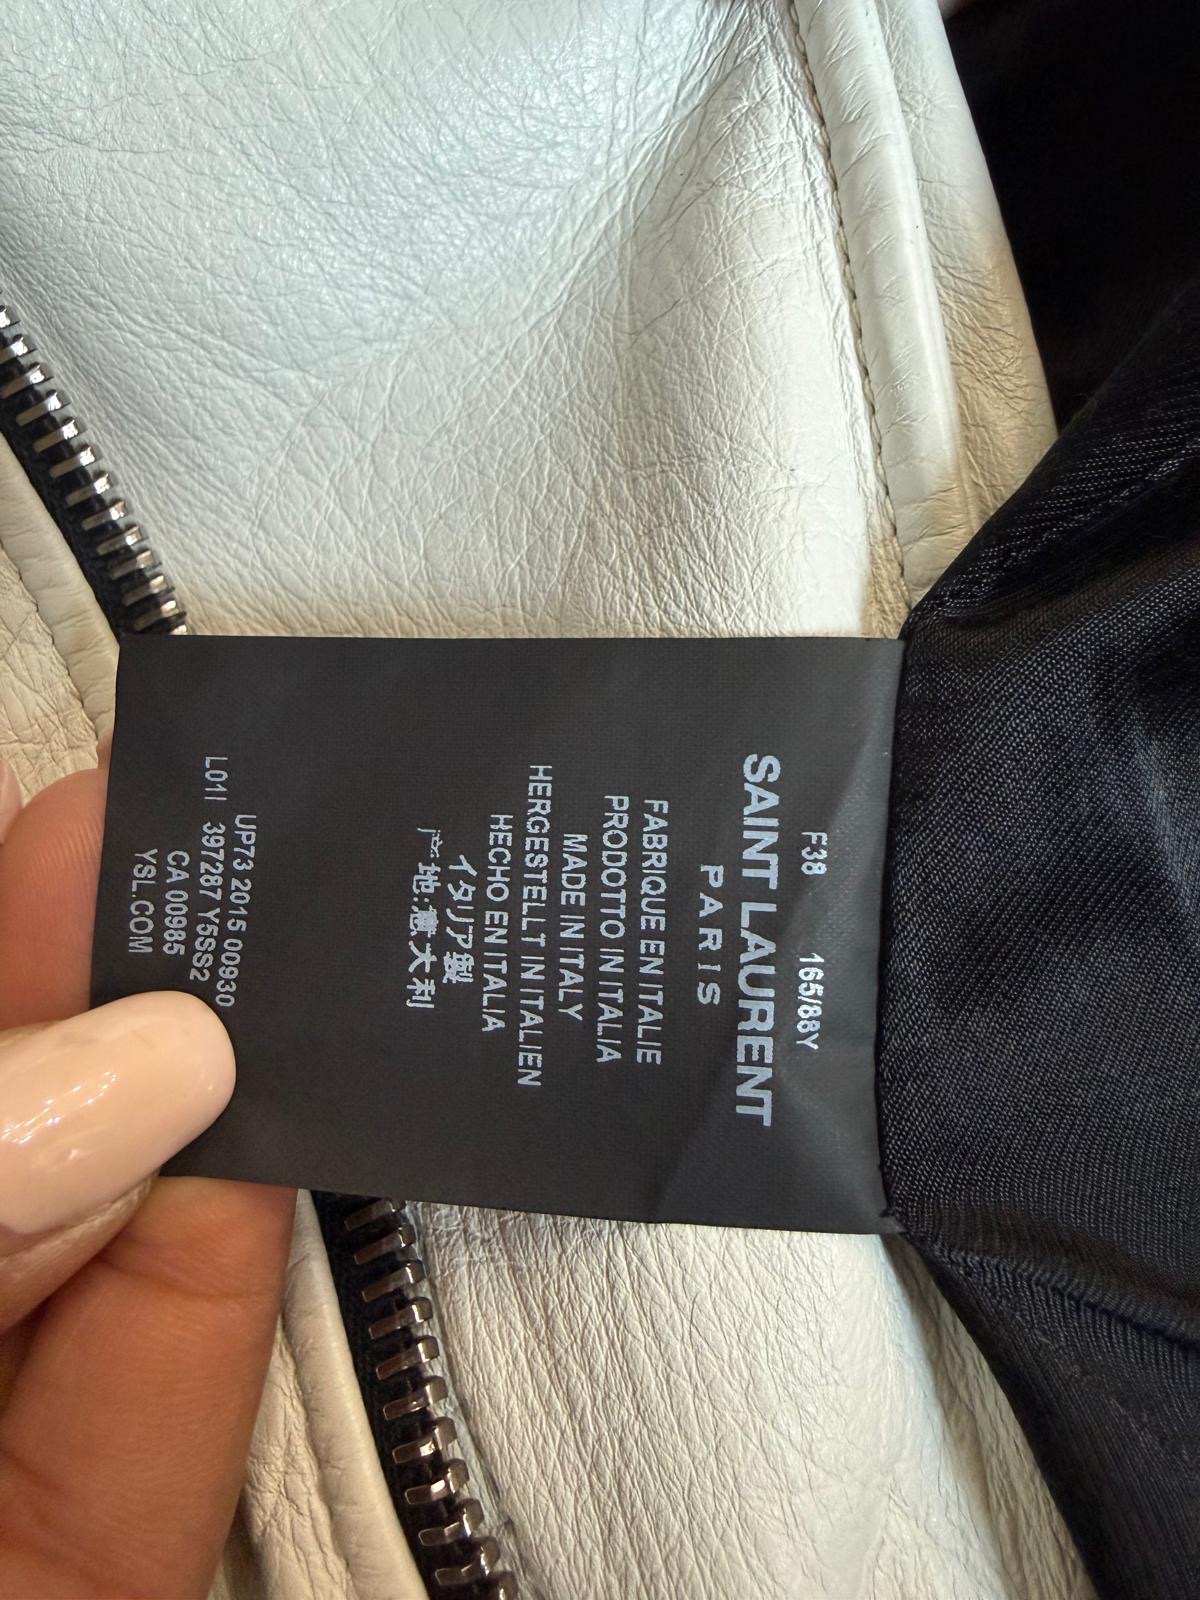 F38 165/88Y
SAINT LAURENT
PARIS
FABRIQUE EN ITALIE
PRODOTTO IN ITALIA
MADE IN ITALY
HERGESTELLT IN ITALIEN
HECHO EN ITALIA
イタリア製
产地:意大利
UP73 2015 00930
L01I 397287 Y5SS2
CA 00985
YSL.COM